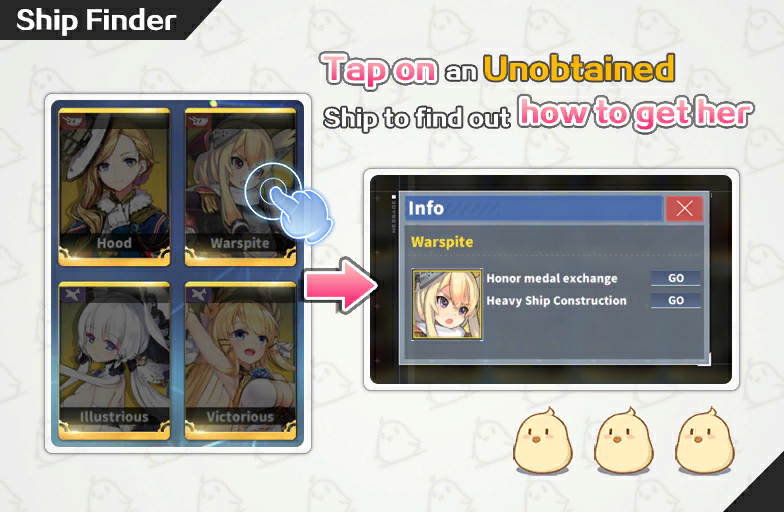 Ship Finder
Tap on an Unobtained
Ship to find out how to get her
Hood
Warspite
Illustrious
Victorious
MESSAGE
Info
Warspite
Honor medal exchange GO
Heavy Ship Construction GO